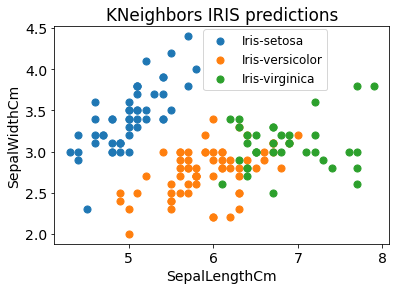 KNeighbors IRIS predictions
4.5
4.0
3.5
3.0
2.5
2.0
SepalWidthCm
Iris-setosa
Iris-versicolor
Iris-virginica
5
6
7
8
SepalLengthCm